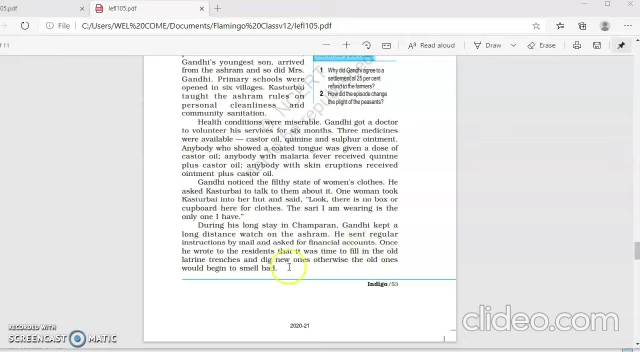 05.pdf
lefl105.pdf
File | C:/Users/WEL%20COME/Documents/Flamingo%20Classv12/lefl105.pdf
of 11
Read aloud
Draw
Erase
Gandhi's youngest son, arrived
from the ashram and so did Mrs.
Gandhi. Primary schools were
opened in six villages. Kasturbai
taught the ashram rules on
personal cleanliness and
community sanitation.
1. Why did Gandhi agree to a
settlement of 25 per cent
refund to the farmers?
2. How did the episode change
the plight of the peasants?
Health conditions were miserable. Gandhi got a doctor
to volunteer his services for six months. Three medicines
were available — castor oil, quinine and sulphur ointment.
Anybody who showed a coated tongue was given a dose of
castor oil; anybody with malaria fever received quinine
plus castor oil; anybody with skin eruptions received
ointment plus castor oil.
Gandhi noticed the filthy state of women's clothes. He
asked Kasturbai to talk to them about it. One woman took
Kasturbai into her hut and said, "Look, there is no box or
cupboard here for clothes. The sari I am wearing is the
only one I have."
During his long stay in Champaran, Gandhi kept a
long distance watch on the ashram. He sent regular
instructions by mail and asked for financial accounts. Once
he wrote to the residents that it was time to fill in the old
latrine trenches and dig new ones otherwise the old ones
would begin to smell bad.
Indigo/53
2020-21
RECORDED WITH
SCREENCAST MATIC
clideo.com